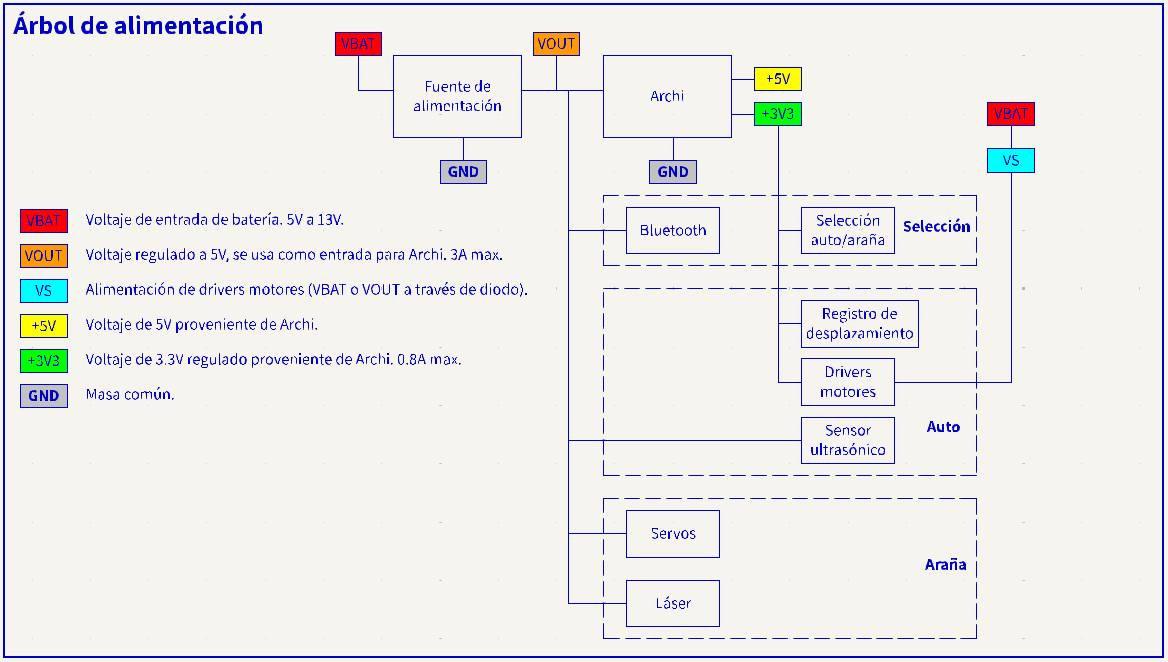 Árbol de alimentación
VBAT
VOUT
Fuente de
alimentación
Archi
+5V
+3V3
VBAT
VS
GND
GND
VBAT Voltaje de entrada de batería. 5V a 13V.
VOUT Voltaje regulado a 5V, se usa como entrada para Archi. 3A max.
VS Alimentación de drivers motores (VBAT o VOUT a través de diodo).
+5V Voltaje de 5V proveniente de Archi.
+3V3 Voltaje de 3.3V regulado proveniente de Archi. 0.8A max.
GND Masa común.
Bluetooth
Selección
auto/araña
Selección
Registro de
desplazamiento
Drivers
motores
Sensor
ultrasónico
Auto
Servos
Láser
Araña